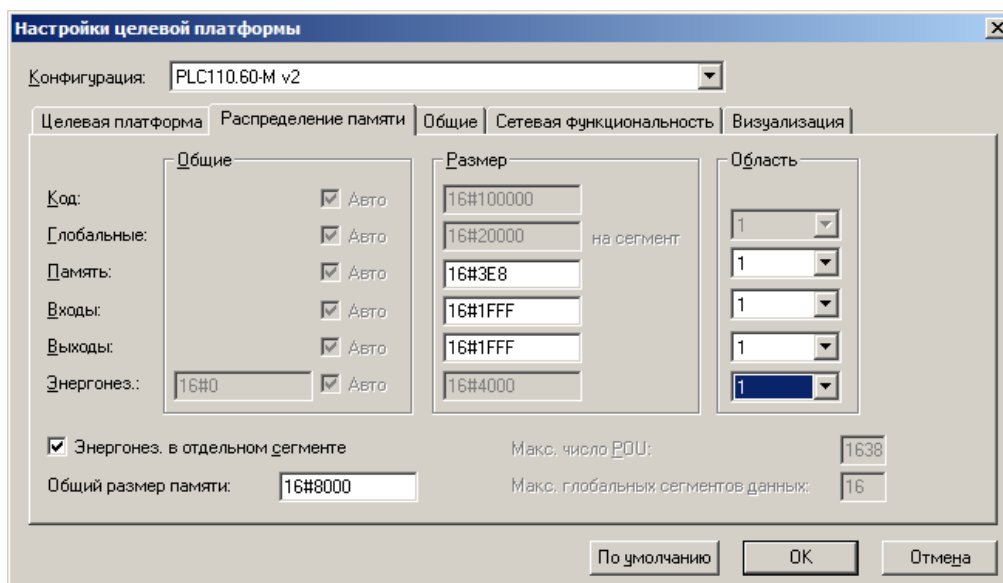 Настройки целевой платформы
Конфигурация: PLC110.60-M v2
Целевая платформа Распределение памяти Общие Сетевая функциональность Визуализация
Общие Размер Область
Код: Авто 16#100000
Глобальные: Авто 16#20000 на сегмент 1
Память: Авто 16#3E8 1
Входы: Авто 16#1FFF 1
Выходы: Авто 16#1FFF 1
Энергонез.: 16#0 Авто 16#4000 1
Энергонез. в отдельном сегменте Макс. число POU: 1638
Общий размер памяти: 16#8000 Макс. глобальных сегментов данных: 16
По умолчанию OK Отмена